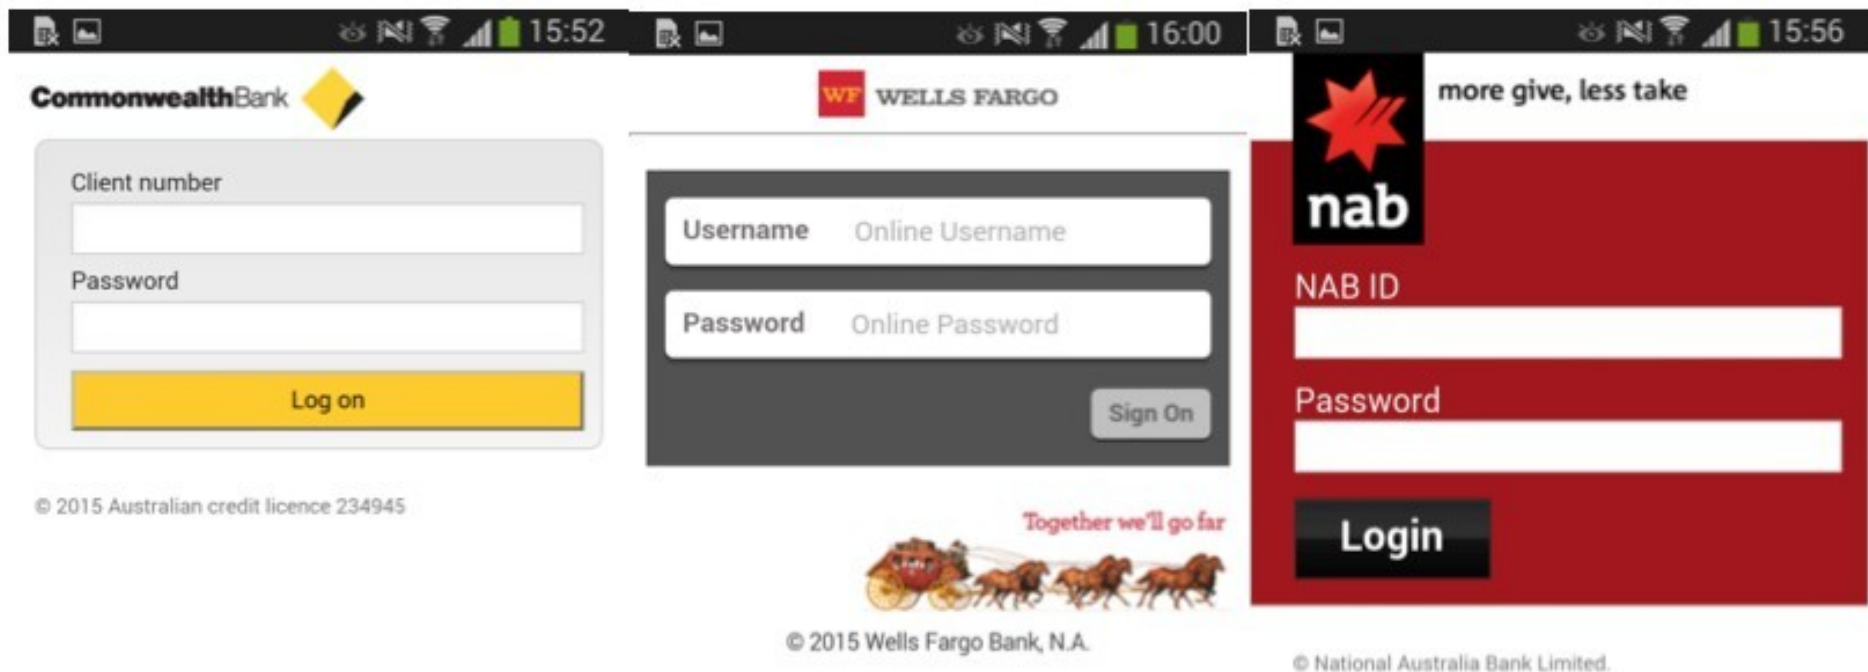 15:52
CommonwealthBank
Client number
Password
Log on
© 2015 Australian credit licence 234945
16:00
WF WELLS FARGO
Username Online Username
Password Online Password
Sign On
Together we'll go far
© 2015 Wells Fargo Bank, N.A.
15:56
more give, less take
nab
NAB ID
Password
Login
© National Australia Bank Limited.